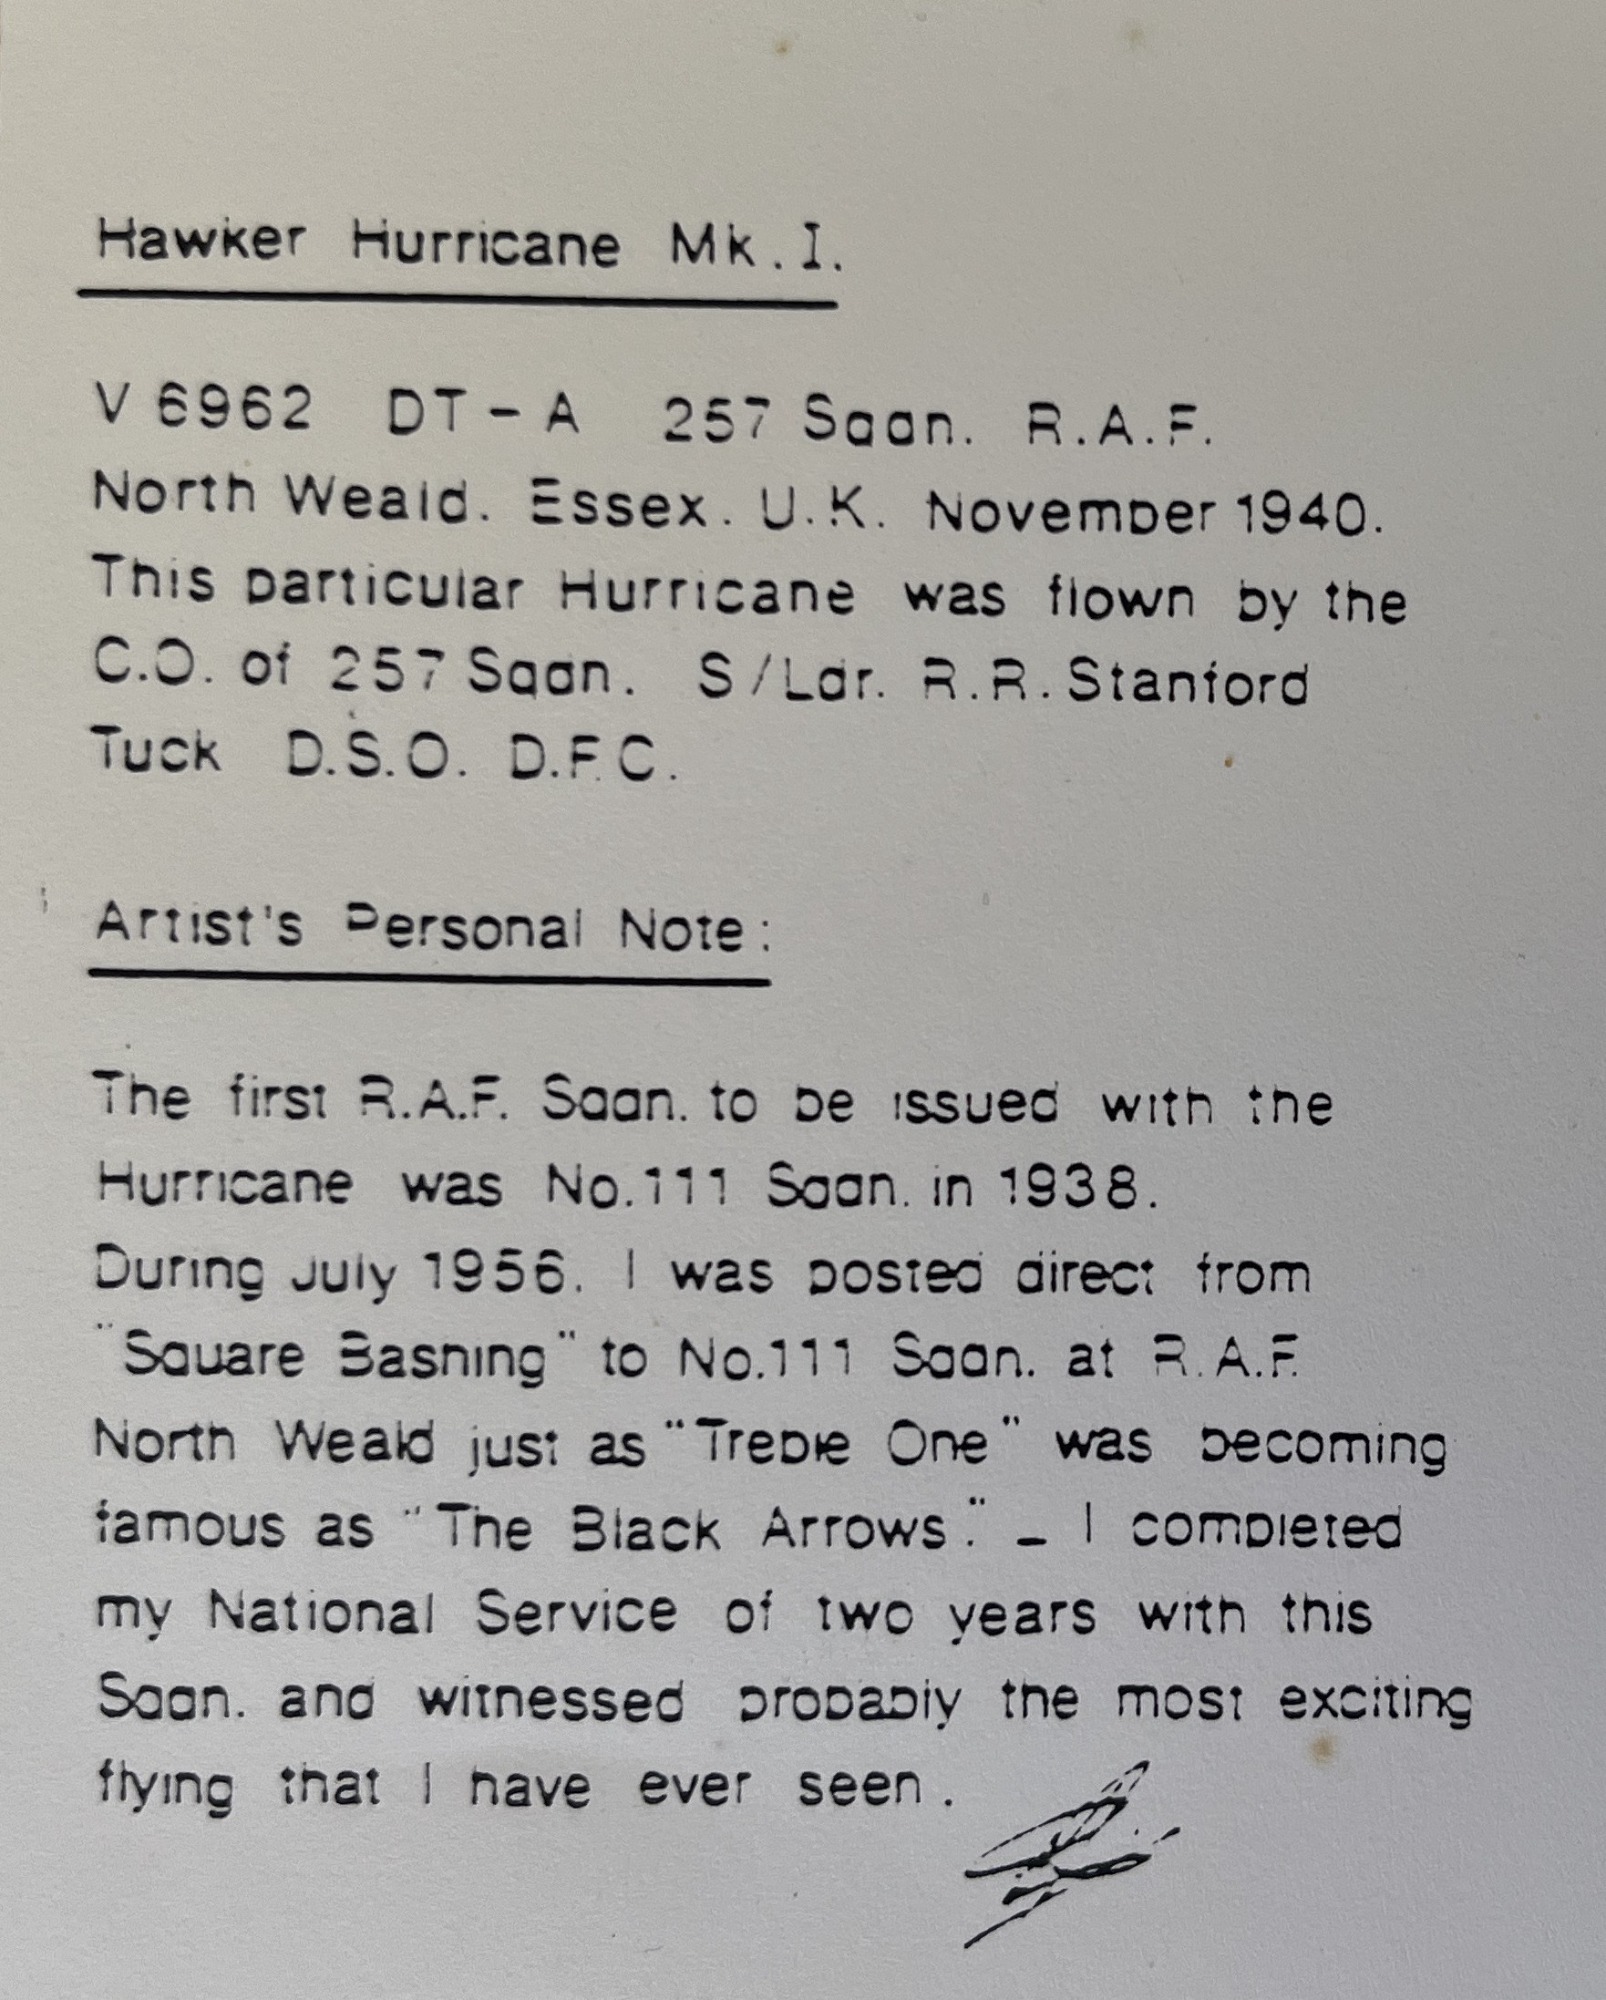 Hawker Hurricane Mk. I.
V 6962 DT - A 257 Sqdn. R.A.F.
North Weald. Essex. U.K. November 1940.
This particular Hurricane was flown by the
C.O. of 257 Sqdn. S/Ldr. R.R. Stanford
Tuck D.S.O. D.F.C.
Artist's Personal Note:
The first R.A.F. Sqdn. to be issued with the
Hurricane was No.111 Sqdn. in 1938.
During July 1956. I was posted direct from
"Square Bashing" to No.111 Sqdn. at R.A.F.
North Weald just as "Treble One" was becoming
famous as "The Black Arrows." - I completed
my National Service of two years with this
Sqdn. and witnessed probably the most exciting
flying that I have ever seen.